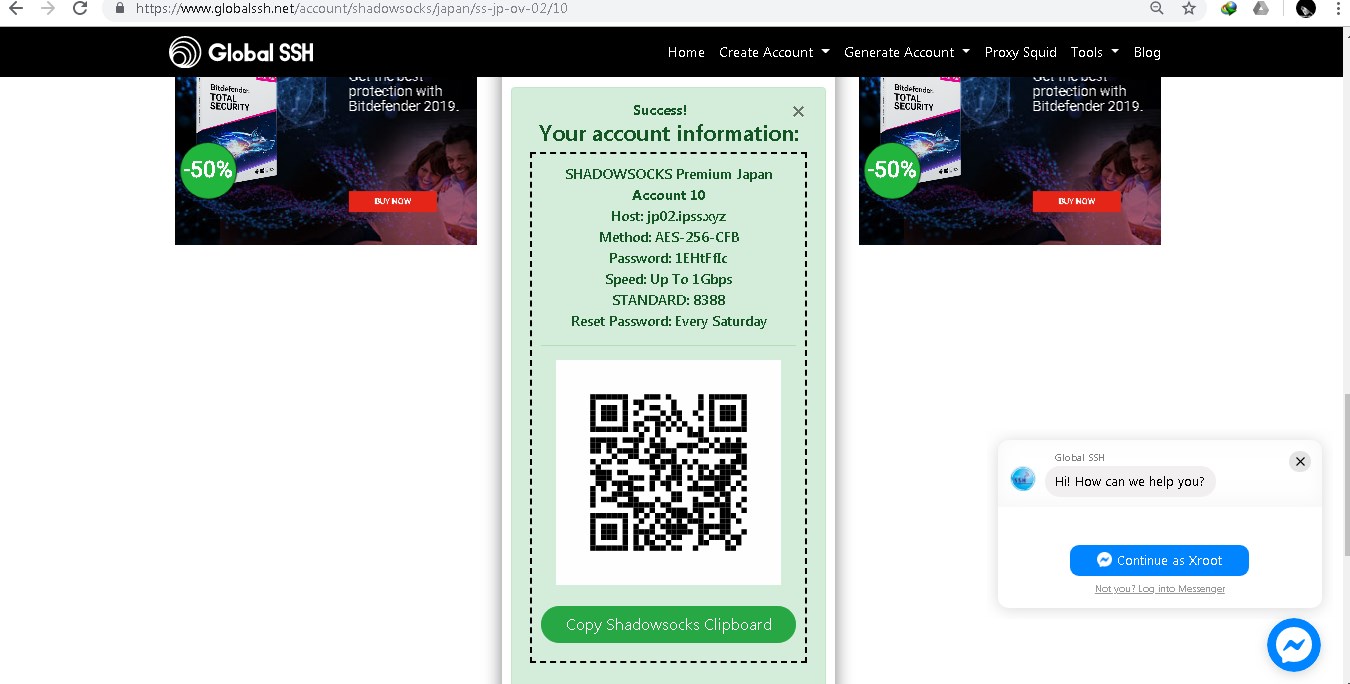 https://www.globalssh.net/account/shadowsocks/japan/ss-jp-ov-02/10
Global SSH
Home Create Account Generate Account Proxy Squid Tools Blog
Get the best
protection with
Bitdefender 2019.
Bitdefender
TOTAL
SECURITY
-50%
BUY NOW
Success!
Your account information:
SHADOWSOCKS Premium Japan
Account 10
Host: jp02.ipss.xyz
Method: AES-256-CFB
Password: 1EHtFfIc
Speed: Up To 1Gbps
STANDARD: 8388
Reset Password: Every Saturday
Copy Shadowsocks Clipboard
Get the best
protection with
Bitdefender 2019.
Bitdefender
TOTAL
SECURITY
-50%
BUY NOW
Global SSH
Hi! How can we help you?
Continue as Xroot
Not you? Log into Messenger